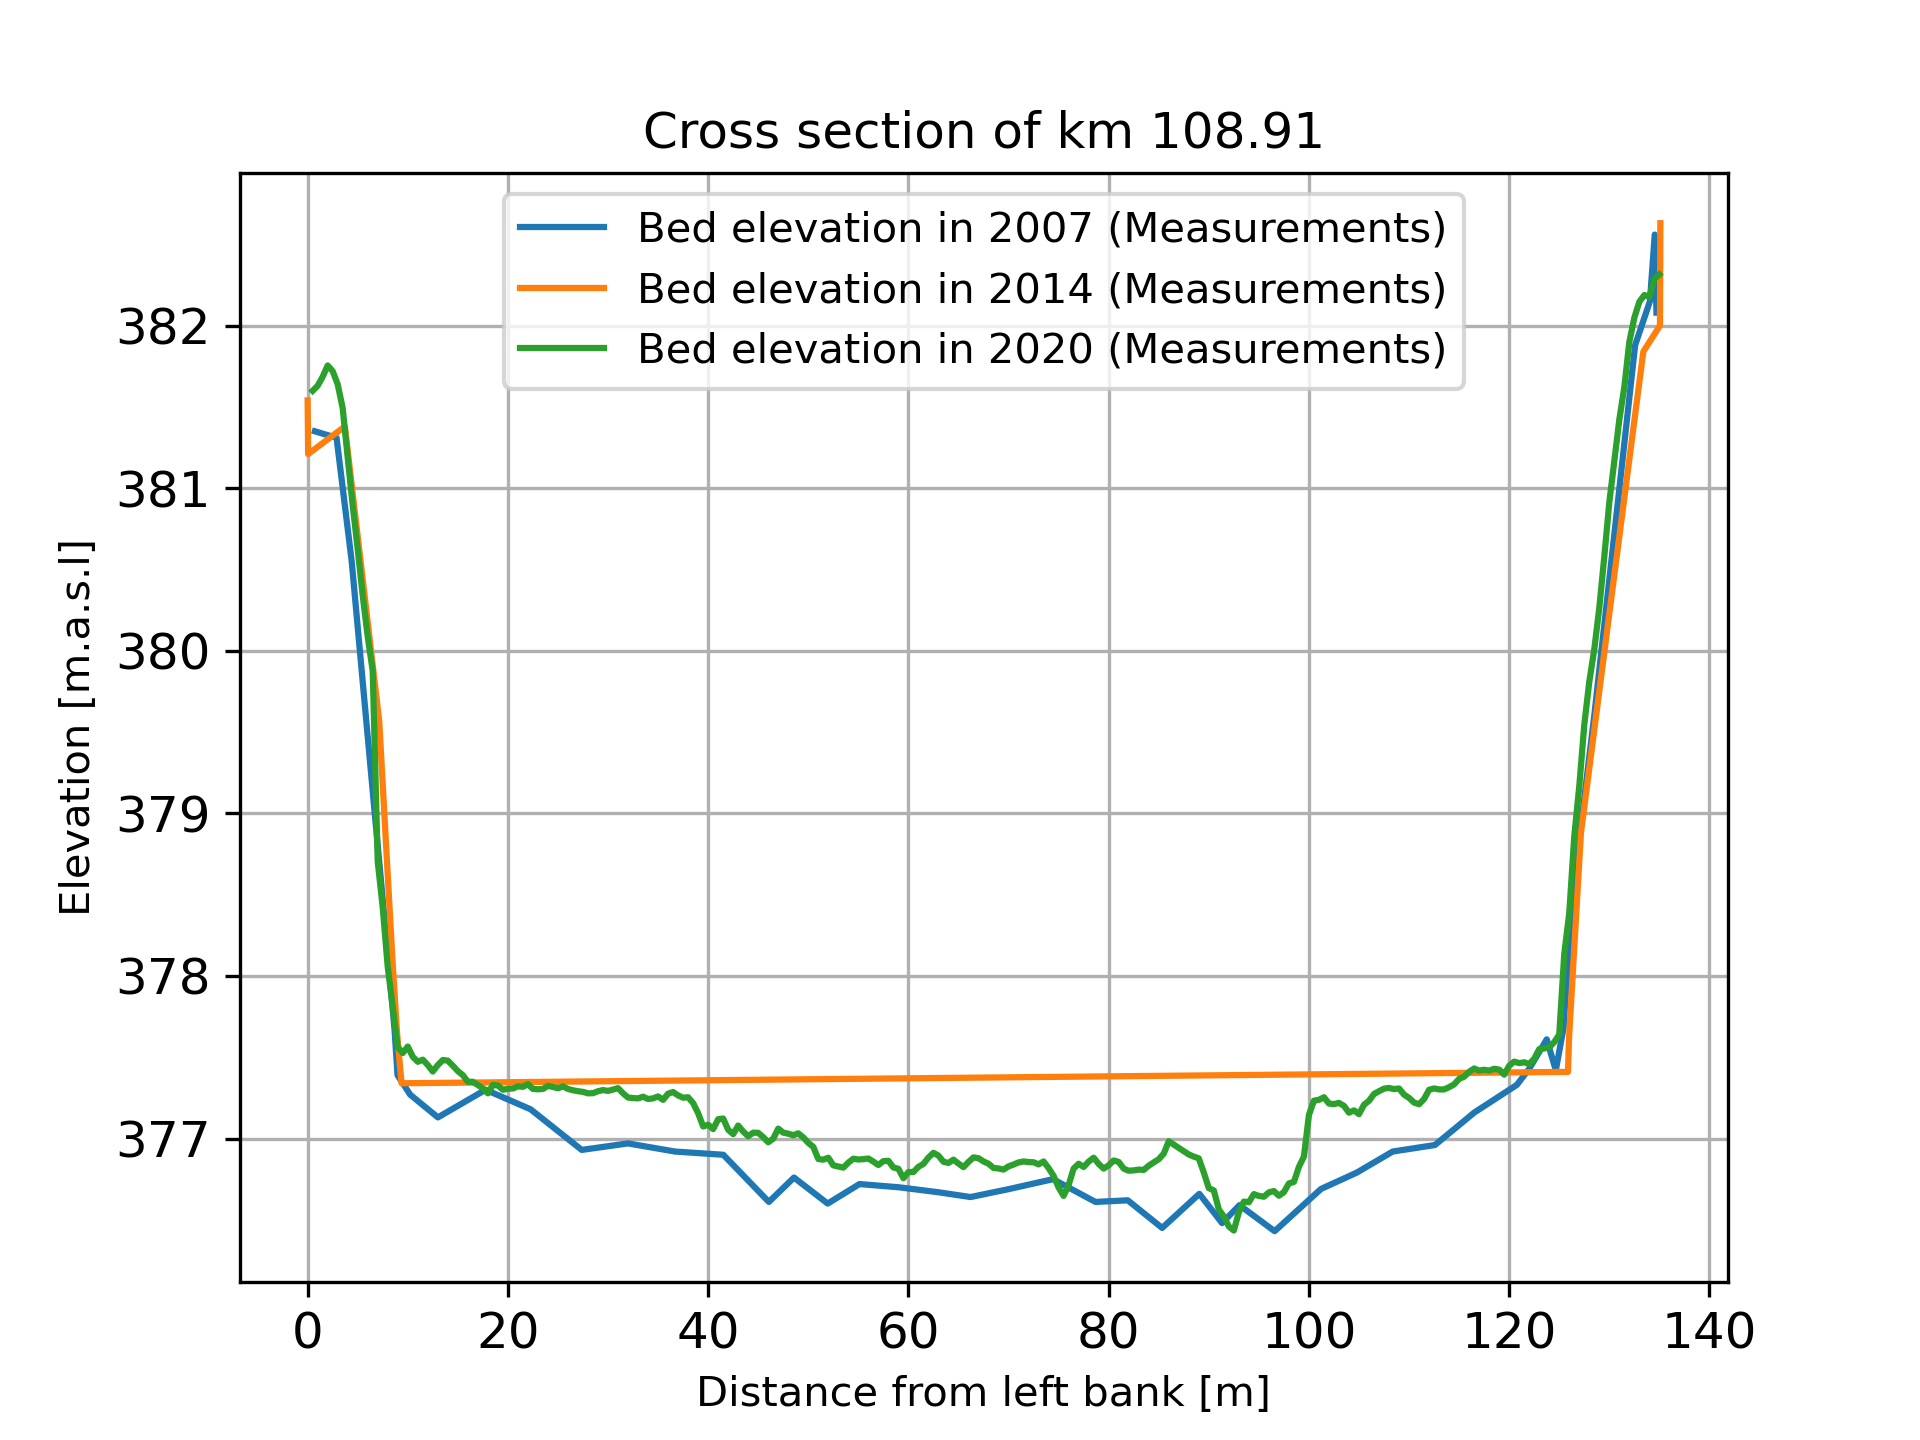 Cross section of km 108.91
Bed elevation in 2007 (Measurements)
Bed elevation in 2014 (Measurements)
Bed elevation in 2020 (Measurements)
382
381
380
379
378
377
Elevation [m.a.s.l]
0 20 40 60 80 100 120 140
Distance from left bank [m]